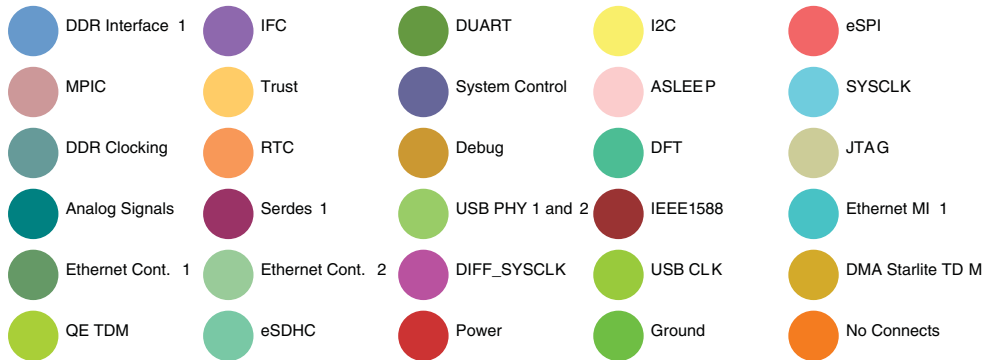 DDR Interface 1 IFC DUART I2C eSPI
MPIC Trust System Control ASLEEP SYSCLK
DDR Clocking RTC Debug DFT JTAG
Analog Signals Serdes 1 USB PHY 1 and 2 IEEE1588 Ethernet MI 1
Ethernet Cont. 1 Ethernet Cont. 2 DIFF_SYSCLK USB CLK DMA Starlite TDM
QE TDM eSDHC Power Ground No Connects